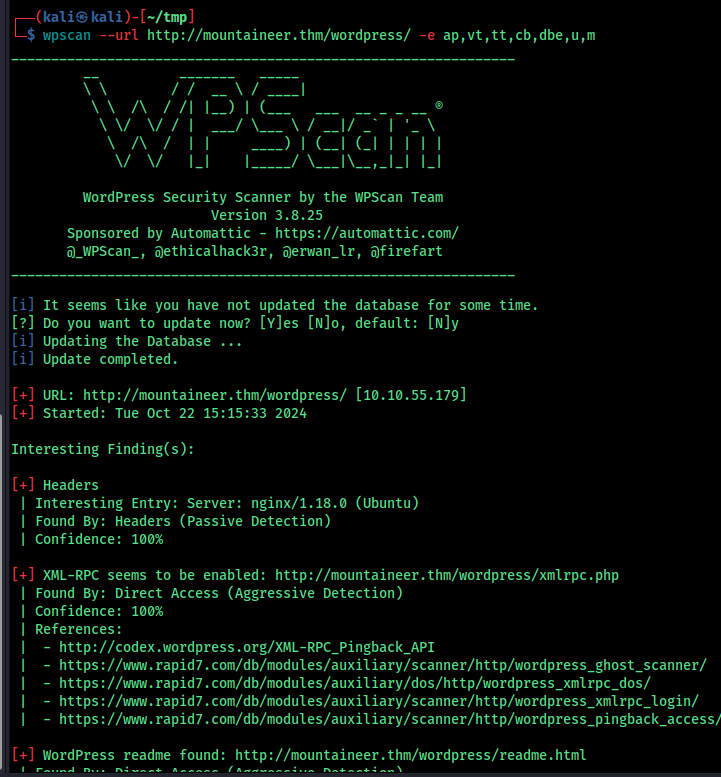 (kali㉿kali)-[~/tmp]
$ wpscan --url http://mountaineer.thm/wordpress/ -e ap,vt,tt,cb,dbe,u,m
_______________________________________________________________
         __          _______   _____
         \ \        / /  __ \ / ____|
          \ \  /\  / /| |__) | (___   ___  __ _ _ __ ®
           \ \/  \/ / |  ___/ \___ \ / __|/ _` | '_ \
            \  /\  /  | |     ____) | (__| (_| | | | |
             \/  \/   |_|    |_____/ \___|\__,_|_| |_|
WordPress Security Scanner by the WPScan Team
Version 3.8.25
Sponsored by Automattic - https://automattic.com/
@_WPScan_, @ethicalhack3r, @erwan_lr, @firefart
_______________________________________________________________
[i] It seems like you have not updated the database for some time.
[?] Do you want to update now? [Y]es [N]o, default: [N]y
[i] Updating the Database ...
[i] Update completed.
[+] URL: http://mountaineer.thm/wordpress/ [10.10.55.179]
[+] Started: Tue Oct 22 15:15:33 2024
Interesting Finding(s):
[+] Headers
| Interesting Entry: Server: nginx/1.18.0 (Ubuntu)
| Found By: Headers (Passive Detection)
| Confidence: 100%
[+] XML-RPC seems to be enabled: http://mountaineer.thm/wordpress/xmlrpc.php
| Found By: Direct Access (Aggressive Detection)
| Confidence: 100%
| References:
|  - http://codex.wordpress.org/XML-RPC_Pingback_API
|  - https://www.rapid7.com/db/modules/auxiliary/scanner/http/wordpress_ghost_scanner/
|  - https://www.rapid7.com/db/modules/auxiliary/dos/http/wordpress_xmlrpc_dos/
|  - https://www.rapid7.com/db/modules/auxiliary/scanner/http/wordpress_xmlrpc_login/
|  - https://www.rapid7.com/db/modules/auxiliary/scanner/http/wordpress_pingback_access/
[+] WordPress readme found: http://mountaineer.thm/wordpress/readme.html
| Found By: Direct Access (Aggressive Detection)